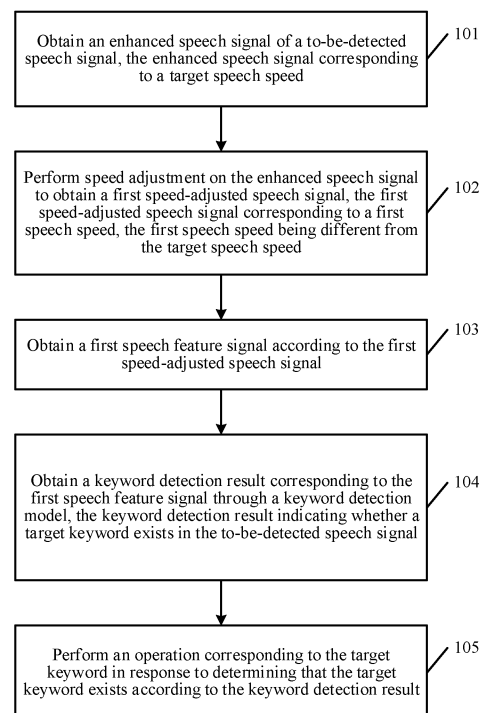 Obtain an enhanced speech signal of a to-be-detected
speech signal, the enhanced speech signal corresponding
to a target speech speed
101
Perform speed adjustment on the enhanced speech signal
to obtain a first speed-adjusted speech signal, the first
speed-adjusted speech signal corresponding to a first
speech speed, the first speech speed being different from
the target speech speed
102
Obtain a first speech feature signal according to the first
speed-adjusted speech signal
103
Obtain a keyword detection result corresponding to the
first speech feature signal through a keyword detection
model, the keyword detection result indicating whether a
target keyword exists in the to-be-detected speech signal
104
Perform an operation corresponding to the target
keyword in response to determining that the target
keyword exists according to the keyword detection result
105